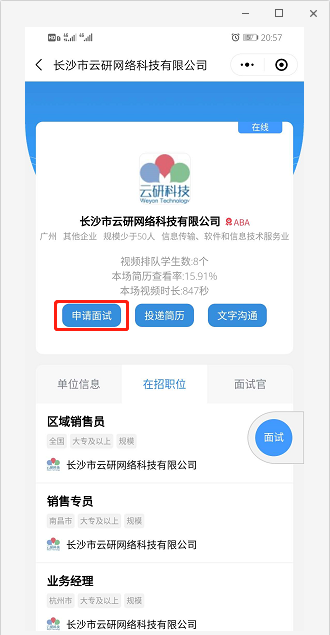 20:57
长沙市云研网络科技有限公司
在线
云研科技
Weyan Technology
长沙市云研网络科技有限公司 ABA
广州 其他企业 规模少于50人 信息传输、软件和信息技术服务业
视频排队学生数:8个
本场简历查看率:15.91%
本场视频时长:847秒
申请面试 投递简历 文字沟通
单位信息 在招职位 面试官
区域销售员
全国 大专及以上 规模
长沙市云研网络科技有限公司
面试
销售专员
南昌市 大专及以上 规模
长沙市云研网络科技有限公司
业务经理
杭州市 大专及以上 规模
长沙市云研网络科技有限公司